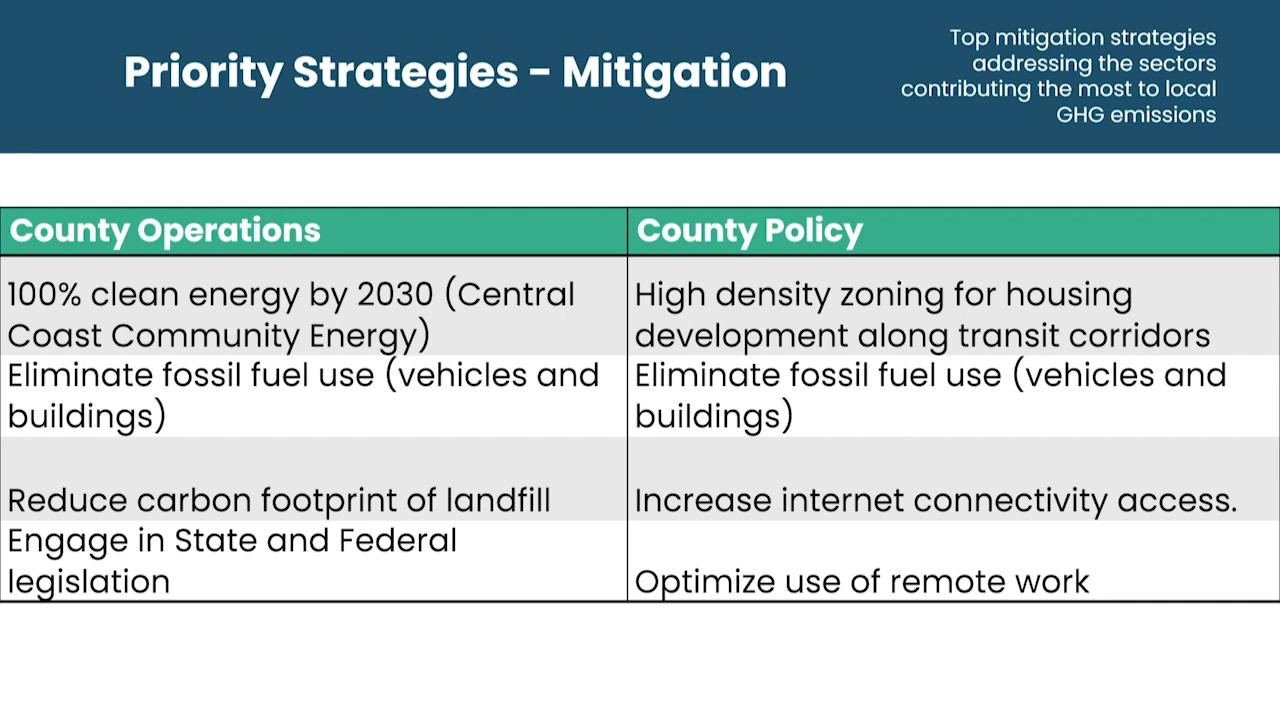 Priority Strategies - Mitigation
Top mitigation strategies
addressing the sectors
contributing the most to local
GHG emissions
County Operations
County Policy
100% clean energy by 2030 (Central
Coast Community Energy)
High density zoning for housing
development along transit corridors
Eliminate fossil fuel use (vehicles and
buildings)
Eliminate fossil fuel use (vehicles and
buildings)
Reduce carbon footprint of landfill
Increase internet connectivity access.
Engage in State and Federal
legislation
Optimize use of remote work